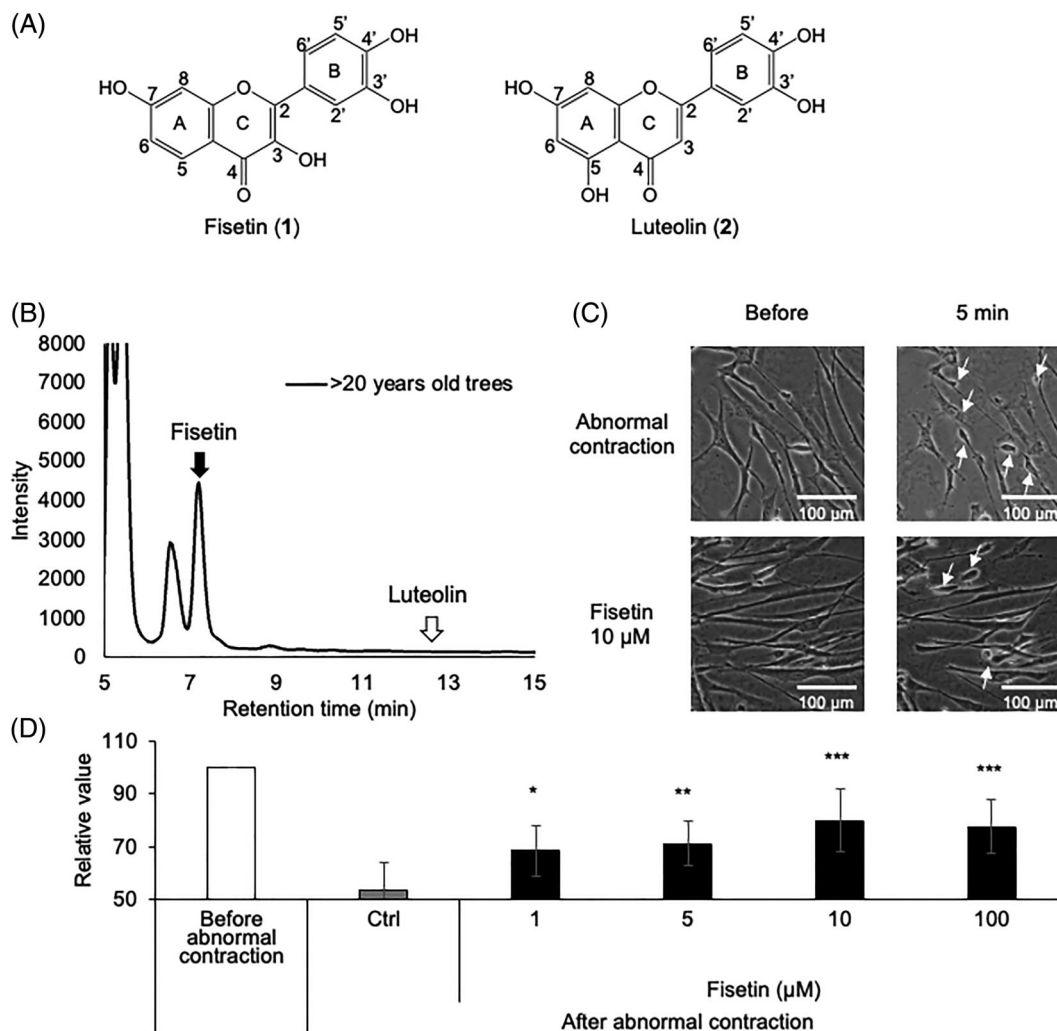 (A)
5'
6'
4'
OH
B
3'
OH
2'
HO
7
8
O
2
A
C
6
5
4
3
OH
O
Fisetin (1)
5'
6'
4'
OH
B
3'
OH
2'
HO
7
8
O
2
A
C
6
5
4
3
OH
O
Luteolin (2)
(B)
8000
7000
6000
5000
4000
3000
2000
1000
0
Intensity
>20 years old trees
Fisetin
Luteolin
5 7 9 11 13 15
Retention time (min)
(C)
Before
5 min
Abnormal
contraction
100 µm
100 µm
Fisetin
10 µM
100 µm
100 µm
(D)
110
90
70
50
Relative value
*
**
***
***
Before
abnormal
contraction
Ctrl
1 5 10 100
Fisetin (µM)
After abnormal contraction